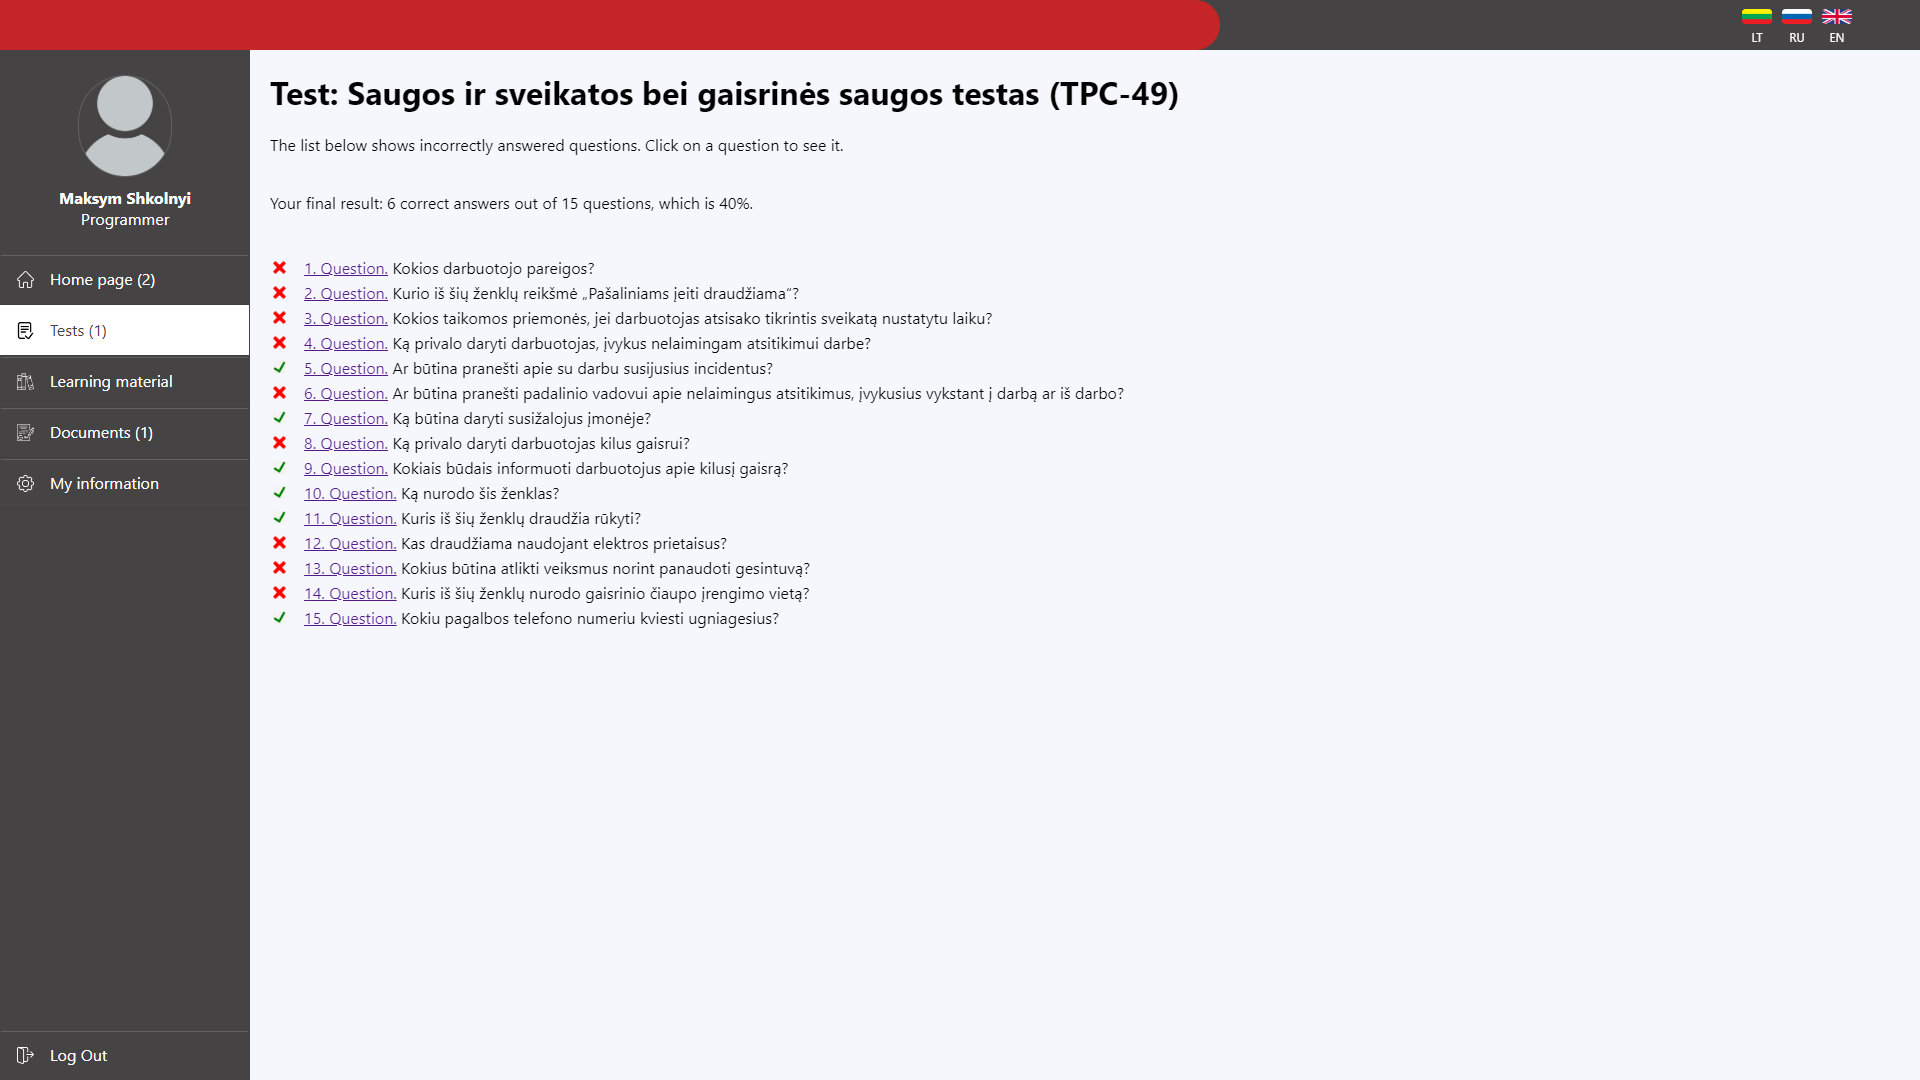 LT RU EN
Maksym Shkolnyi
Programmer
Home page (2)
Tests (1)
Learning material
Documents (1)
My information
Log Out
Test: Saugos ir sveikatos bei gaisrinės saugos testas (TPC-49)
The list below shows incorrectly answered questions. Click on a question to see it.
Your final result: 6 correct answers out of 15 questions, which is 40%.
1. Question. Kokios darbuotojo pareigos?
2. Question. Kurio iš šių ženklų reikšmė „Pašaliniams įeiti draudžiama“?
3. Question. Kokios taikomos priemonės, jei darbuotojas atsisako tikrintis sveikatą nustatytu laiku?
4. Question. Ką privalo daryti darbuotojas, įvykus nelaimingam atsitikimui darbe?
5. Question. Ar būtina pranešti apie su darbu susijusius incidentus?
6. Question. Ar būtina pranešti padalinio vadovui apie nelaimingus atsitikimus, įvykusius vykstant į darbą ar iš darbo?
7. Question. Ką būtina daryti susižalojus įmonėje?
8. Question. Ką privalo daryti darbuotojas kilus gaisrui?
9. Question. Kokiais būdais informuoti darbuotojus apie kilusį gaisrą?
10. Question. Ką nurodo šis ženklas?
11. Question. Kuris iš šių ženklų draudžia rūkyti?
12. Question. Kas draudžiama naudojant elektros prietaisus?
13. Question. Kokius būtina atlikti veiksmus norint panaudoti gesintuvą?
14. Question. Kuris iš šių ženklų nurodo gaisrinio čiaupo įrengimo vietą?
15. Question. Kokiu pagalbos telefono numeriu kviesti ugniagesius?